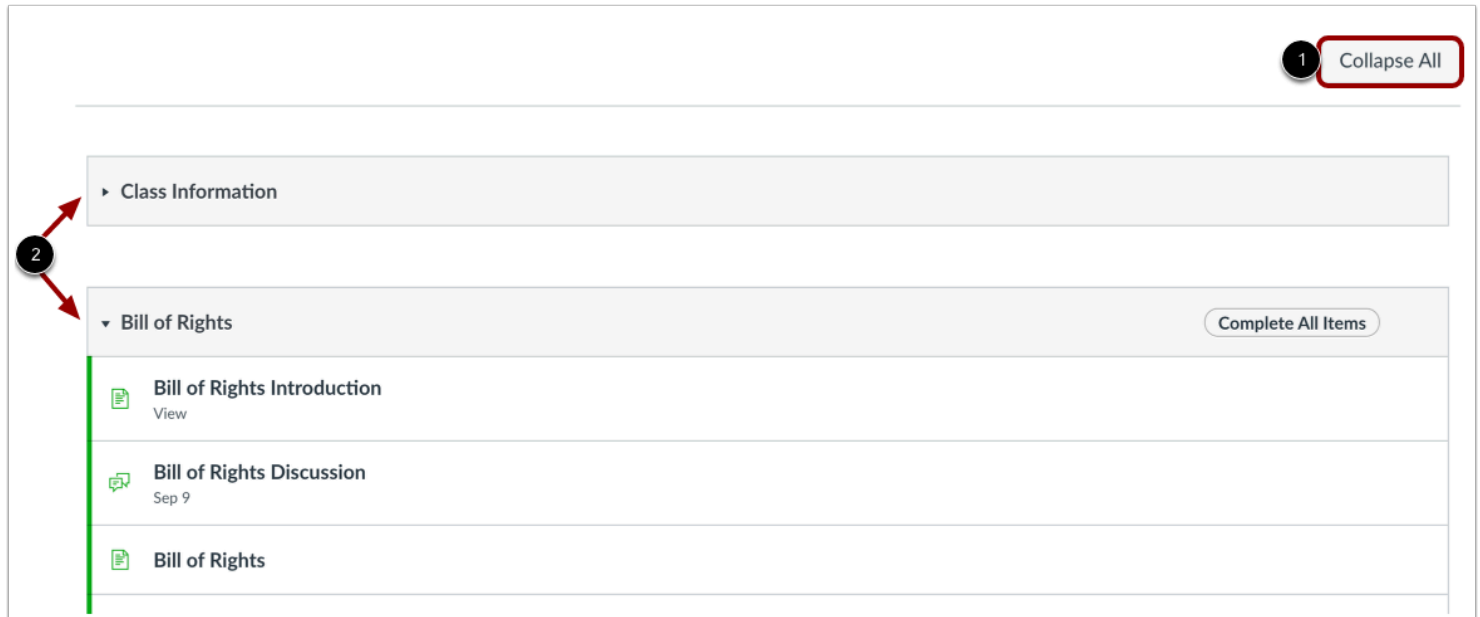 1 Collapse All
Class Information
2
Bill of Rights Complete All Items
Bill of Rights Introduction
View
Bill of Rights Discussion
Sep 9
Bill of Rights